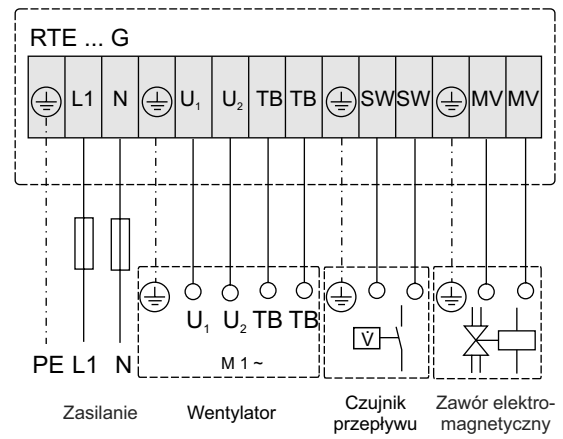 RTE ... G
L1 N U₁ U₂ TB TB SW SW MV MV
U₁ U₂ TB TB
V̇
PE L1 N
M 1 ~
Zasilanie
Wentylator
Czujnik
przepływu
Zawór elektro-
magnetyczny